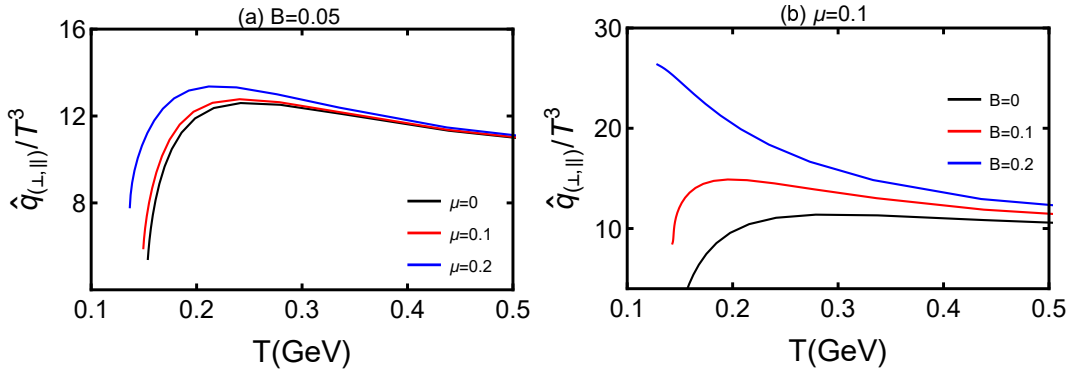 (a) B=0.05
q̂(⊥,||)/T³
16
12
8
0.1 0.2 0.3 0.4 0.5
T(GeV)
μ=0
μ=0.1
μ=0.2
(b) μ=0.1
q̂(⊥,||)/T³
30
20
10
0.1 0.2 0.3 0.4 0.5
T(GeV)
B=0
B=0.1
B=0.2